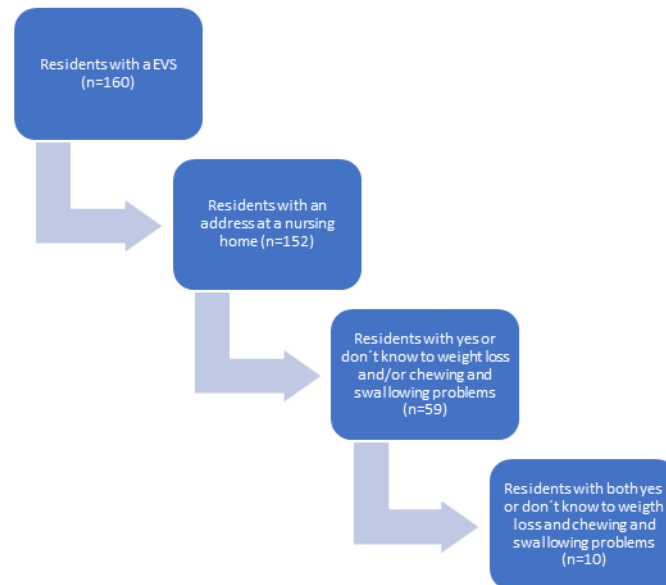 Residents with a EVS
(n=160)
Residents with an
address at a nursing
home (n=152)
Residents with yes or
don´t know to weight loss
and/or chewing and
swallowing problems
(n=59)
Residents with both yes
or don´t know to weigth
loss and chewing and
swallowing problems
(n=10)